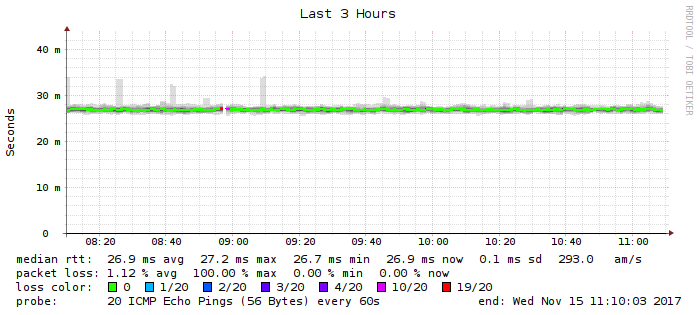 Last 3 Hours
RRDTOOL / TOBI OETIKER
Seconds
40 m
30 m
20 m
10 m
0
08:20 08:40 09:00 09:20 09:40 10:00 10:20 10:40 11:00
median rtt: 26.9 ms avg 27.2 ms max 26.7 ms min 26.9 ms now 0.1 ms sd 293.0 am/s
packet loss: 1.12 % avg 100.00 % max 0.00 % min 0.00 % now
loss color: 0 1/20 2/20 3/20 4/20 10/20 19/20
probe: 20 ICMP Echo Pings (56 Bytes) every 60s end: Wed Nov 15 11:10:03 2017